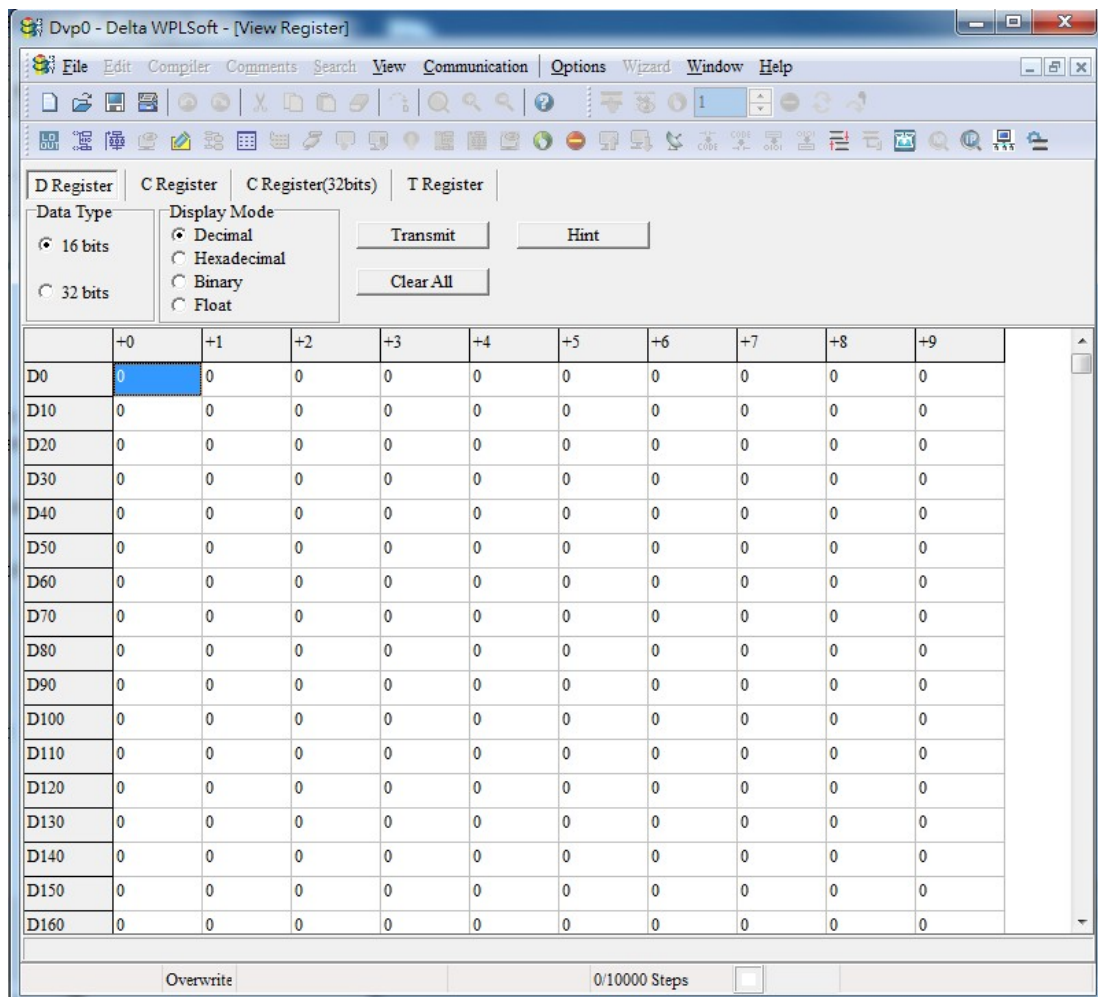 Dvp0 - Delta WPLSoft - [View Register]
File Edit Compiler Comments Search View Communication Options Wizard Window Help
1
D Register C Register C Register(32bits) T Register
Data Type Display Mode
16 bits
32 bits
Decimal
Hexadecimal
Binary
Float
Transmit Hint
Clear All
+0 +1 +2 +3 +4 +5 +6 +7 +8 +9
D0 0 0 0 0 0 0 0 0 0 0
D10 0 0 0 0 0 0 0 0 0 0
D20 0 0 0 0 0 0 0 0 0 0
D30 0 0 0 0 0 0 0 0 0 0
D40 0 0 0 0 0 0 0 0 0 0
D50 0 0 0 0 0 0 0 0 0 0
D60 0 0 0 0 0 0 0 0 0 0
D70 0 0 0 0 0 0 0 0 0 0
D80 0 0 0 0 0 0 0 0 0 0
D90 0 0 0 0 0 0 0 0 0 0
D100 0 0 0 0 0 0 0 0 0 0
D110 0 0 0 0 0 0 0 0 0 0
D120 0 0 0 0 0 0 0 0 0 0
D130 0 0 0 0 0 0 0 0 0 0
D140 0 0 0 0 0 0 0 0 0 0
D150 0 0 0 0 0 0 0 0 0 0
D160 0 0 0 0 0 0 0 0 0 0
Overwrite 0/10000 Steps